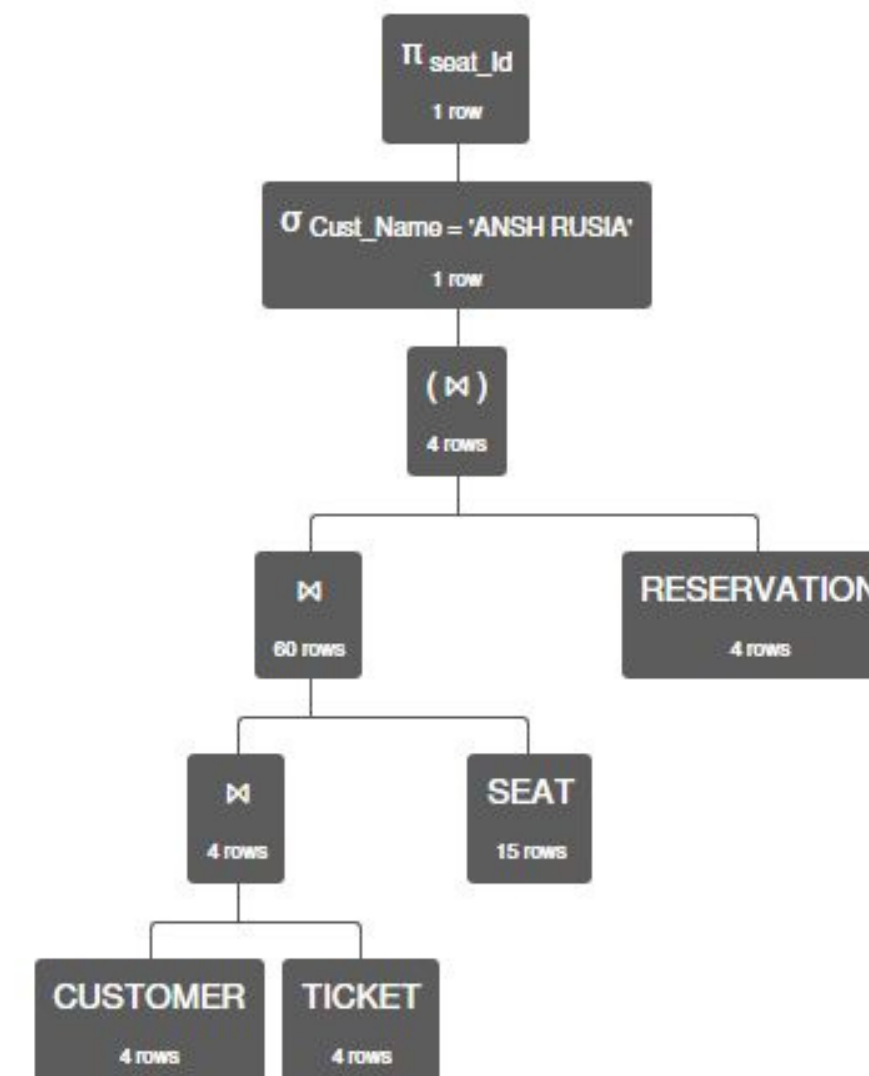 π seat_Id
1 row
σ Cust_Name = 'ANSH RUSIA'
1 row
( ⋈ )
4 rows
⋈
60 rows
RESERVATION
4 rows
⋈
4 rows
SEAT
15 rows
CUSTOMER
4 rows
TICKET
4 rows